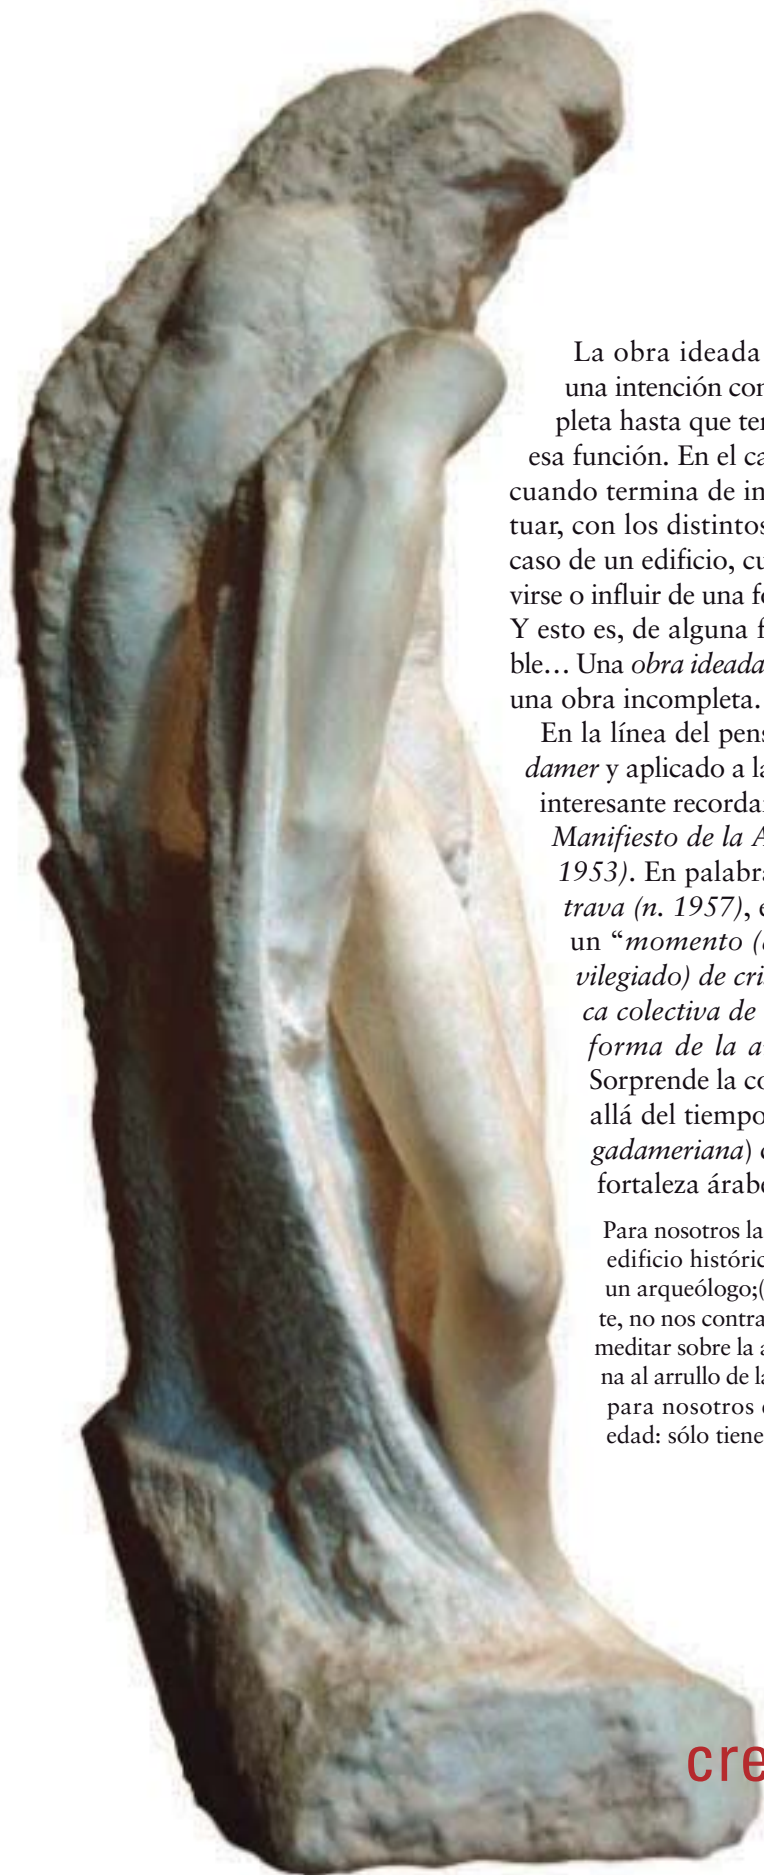 La obra ideada
una intención con
pleta hasta que ter
esa función. En el ca
cuando termina de in
tuar, con los distintos
caso de un edificio, cu
virse o influir de una fo
Y esto es, de alguna f
ble… Una obra ideada
una obra incompleta.
En la línea del pens
damer y aplicado a la
interesante recorda
Manifiesto de la A
1953). En palabra
trava (n. 1957), e
un “momento (
vilegiado) de cri
ca colectiva de
forma de la a
Sorprende la co
allá del tiempo
gadameriana) c
fortaleza árabe
Para nosotros la
edificio históric
un arqueólogo;(
te, no nos contra
meditar sobre la a
na al arrullo de la
para nosotros
edad: sólo tiene
cre